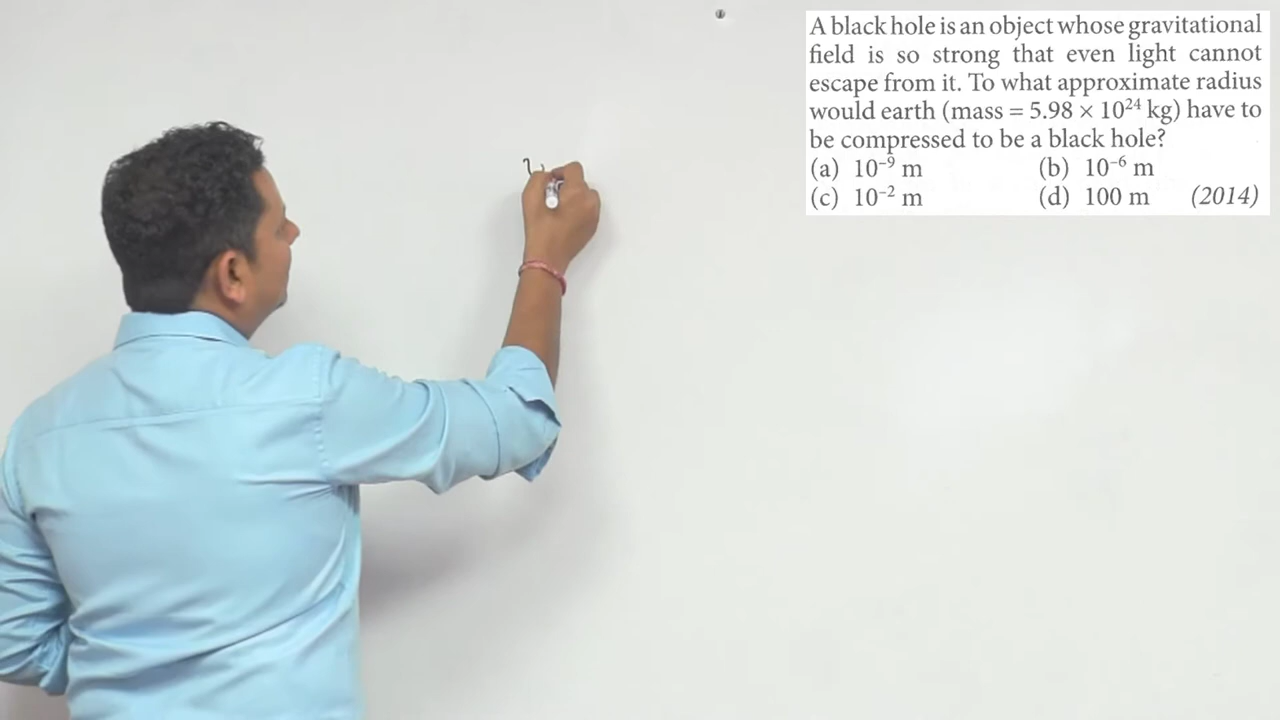 A black hole is an object whose gravitational
field is so strong that even light cannot
escape from it. To what approximate radius
would earth (mass = 5.98 × 10²⁴ kg) have to
be compressed to be a black hole?
(a) 10⁻⁹ m (b) 10⁻⁶ m
(c) 10⁻² m (d) 100 m (2014)